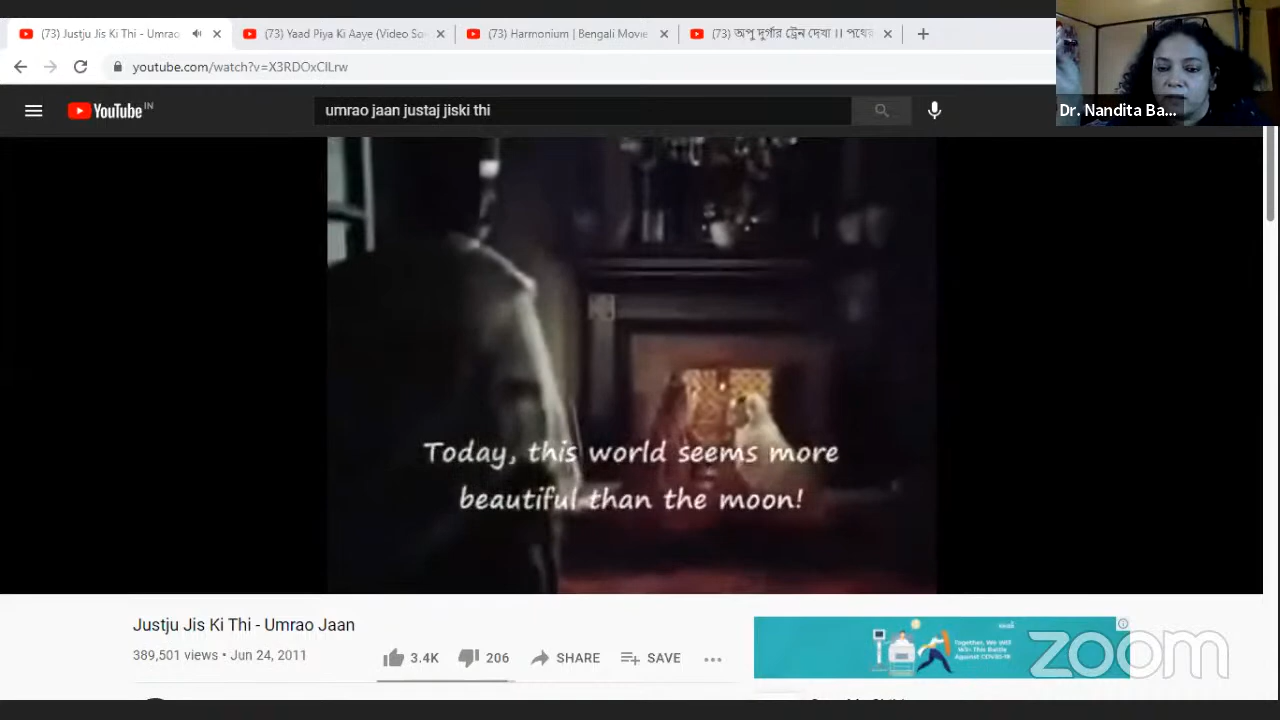 (73) Justju Jis Ki Thi - Umrao
(73) Yaad Piya Ki Aaye (Video So
(73) Harmonium | Bengali Movie
(73) অপু দুর্গার ট্রেন দেখা ।। পথের
youtube.com/watch?v=X3RDOxClLrw
YouTube IN
umrao jaan justaj jiski thi
Dr. Nandita Ba...
Today, this world seems more
beautiful than the moon!
Justju Jis Ki Thi - Umrao Jaan
389,501 views • Jun 22, 2011
3.4K
206
SHARE
SAVE
Together, We Will
Win This Battle
Against COVID-19
zoom